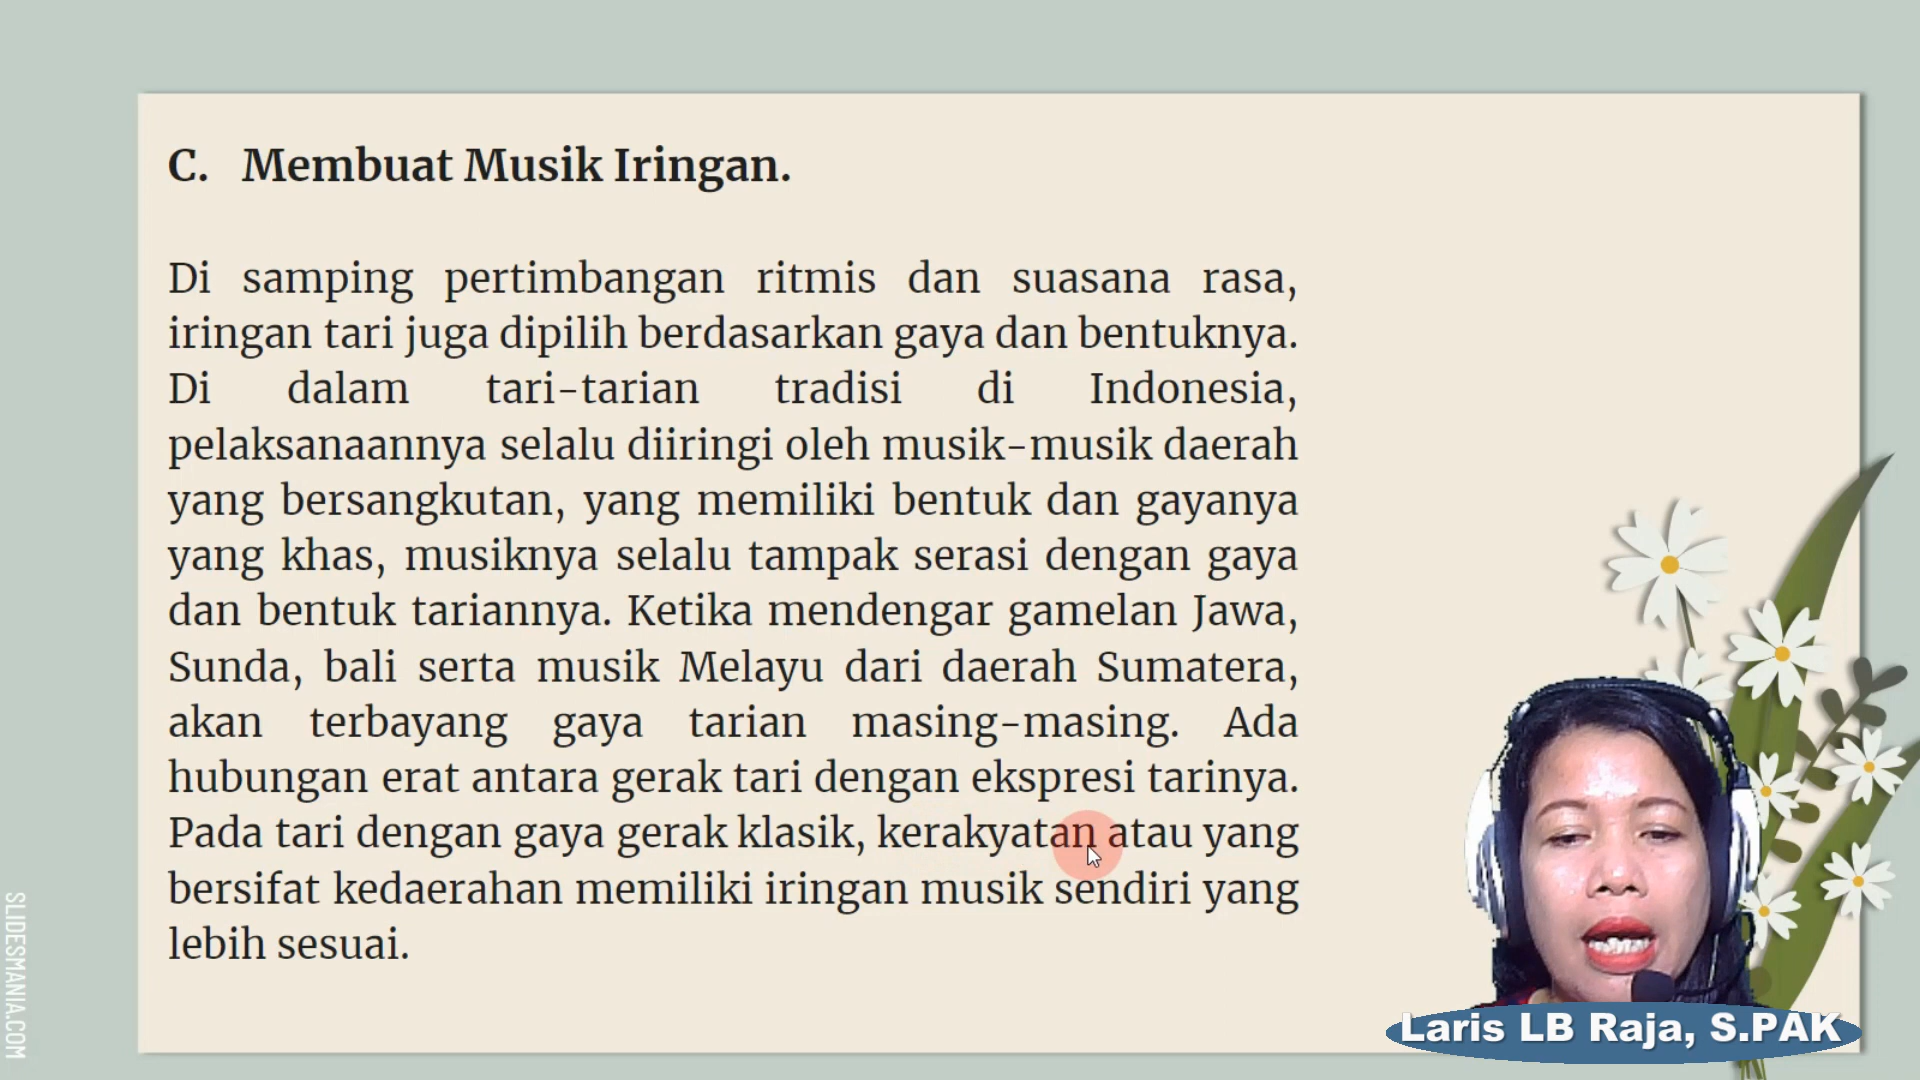 C. Membuat Musik Iringan.
Di samping pertimbangan ritmis dan suasana rasa,
iringan tari juga dipilih berdasarkan gaya dan bentuknya.
Di dalam tari-tarian tradisi di Indonesia,
pelaksanaannya selalu diiringi oleh musik-musik daerah
yang bersangkutan, yang memiliki bentuk dan gayanya
yang khas, musiknya selalu tampak serasi dengan gaya
dan bentuk tariannya. Ketika mendengar gamelan Jawa,
Sunda, bali serta musik Melayu dari daerah Sumatera,
akan terbayang gaya tarian masing-masing. Ada
hubungan erat antara gerak tari dengan ekspresi tarinya.
Pada tari dengan gaya gerak klasik, kerakyatan atau yang
bersifat kedaerahan memiliki iringan musik sendiri yang
lebih sesuai.
Laris LB Raja, S.PAK
SLIDESMANIA.COM